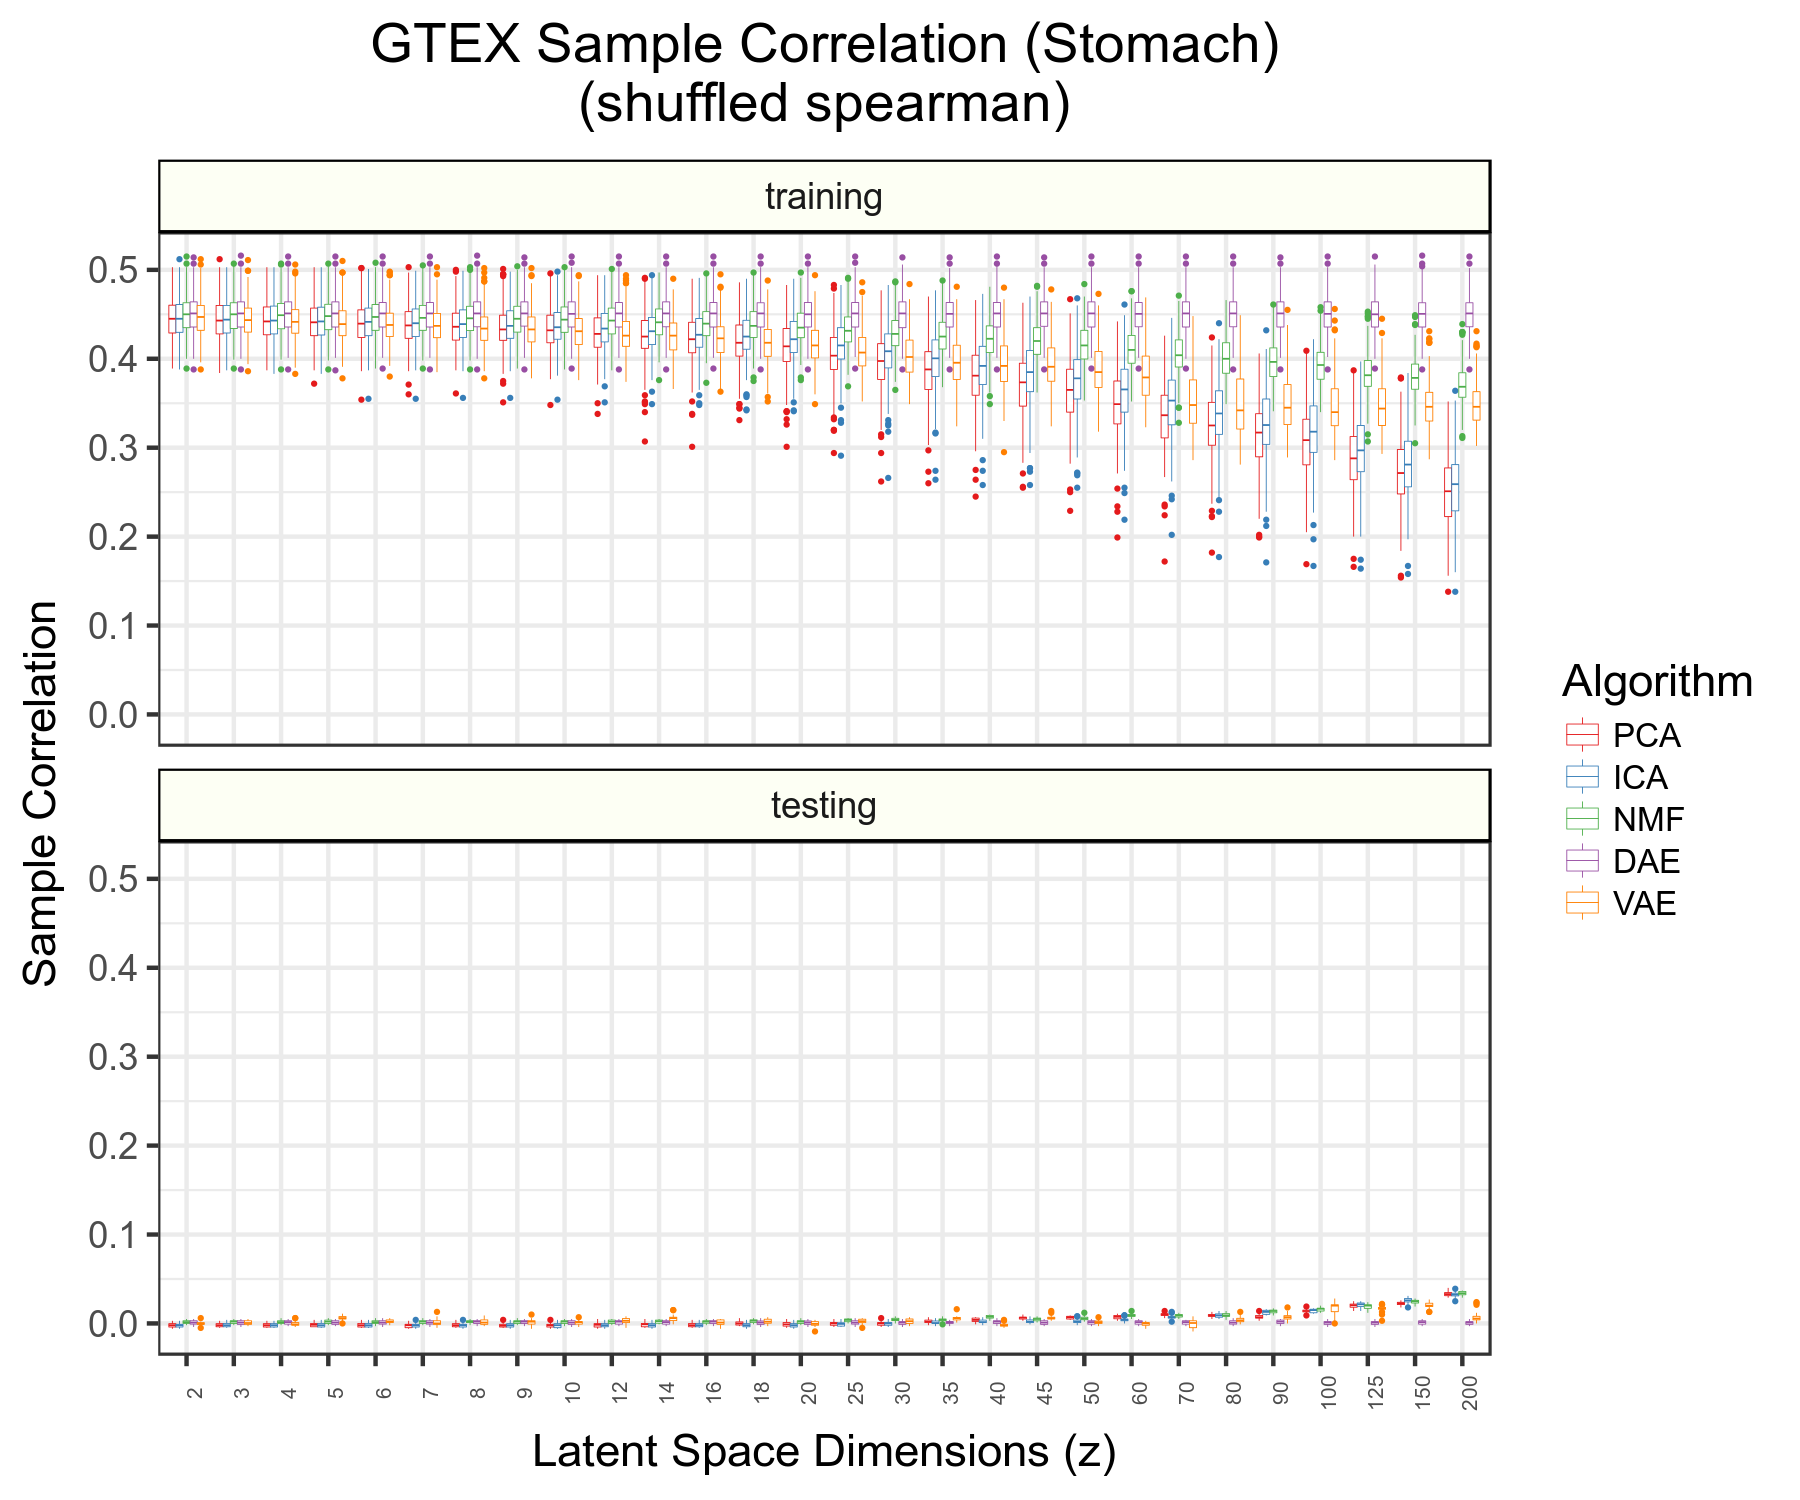 GTEX Sample Correlation (Stomach)
(shuffled spearman)
training
0.5
0.4
0.3
0.2
0.1
0.0
testing
0.5
0.4
0.3
0.2
0.1
0.0
Sample Correlation
2 3 4 5 6 7 8 9 10 12 14 16 18 20 25 30 35 40 45 50 60 70 80 90 100 125 150 200
Latent Space Dimensions (z)
Algorithm
PCA
ICA
NMF
DAE
VAE